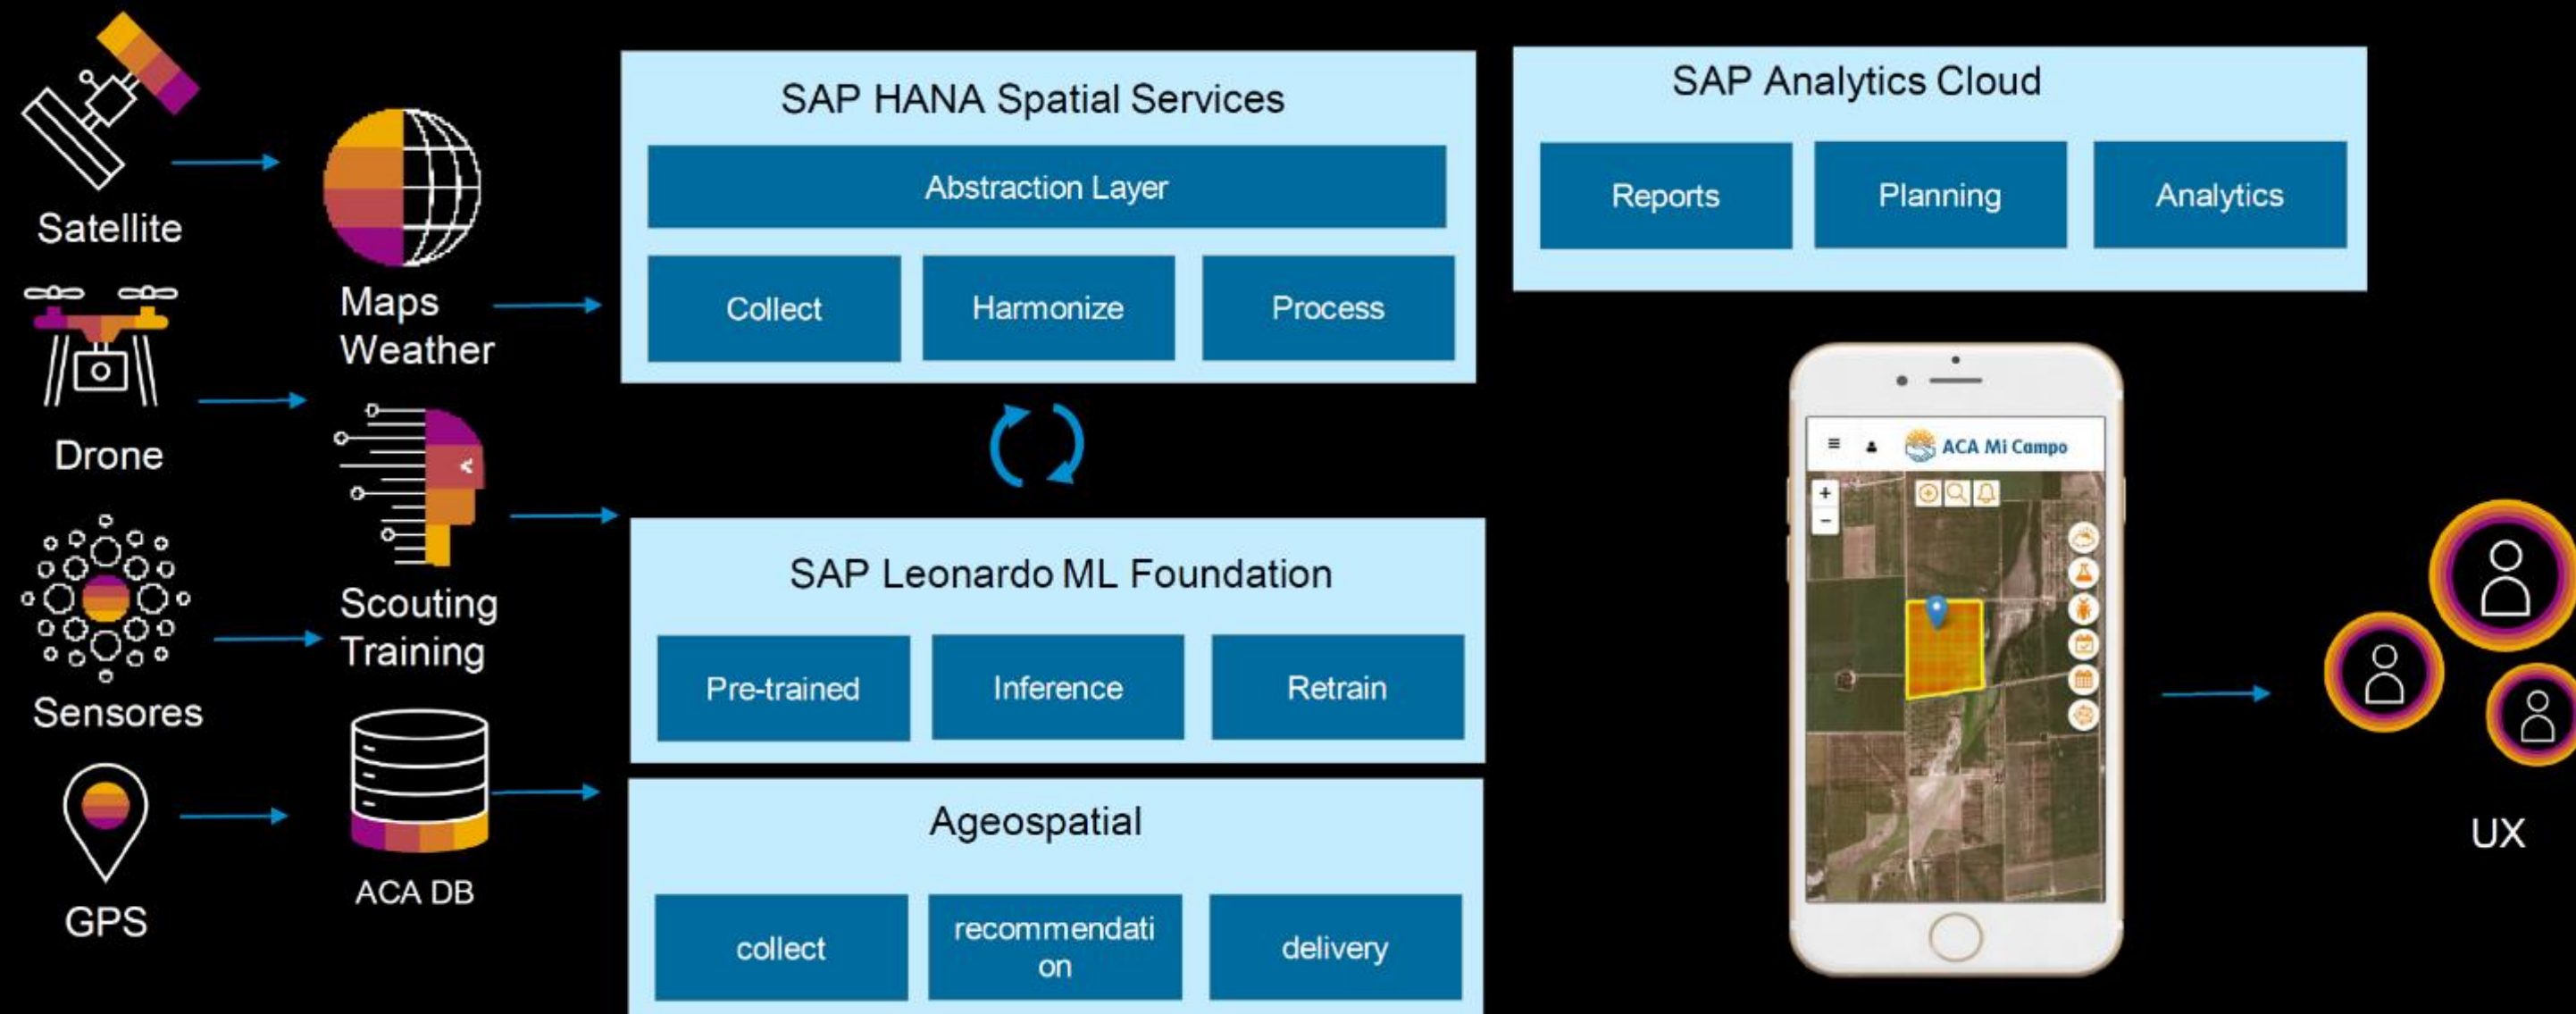 Satellite
Drone
Sensores
GPS
Maps
Weather
Scouting
Training
ACA DB
SAP HANA Spatial Services
Abstraction Layer
Collect
Harmonize
Process
SAP Leonardo ML Foundation
Pre-trained
Inference
Retrain
Ageospatial
collect
recommendati
on
delivery
SAP Analytics Cloud
Reports
Planning
Analytics
ACA Mi Campo
+
−
UX